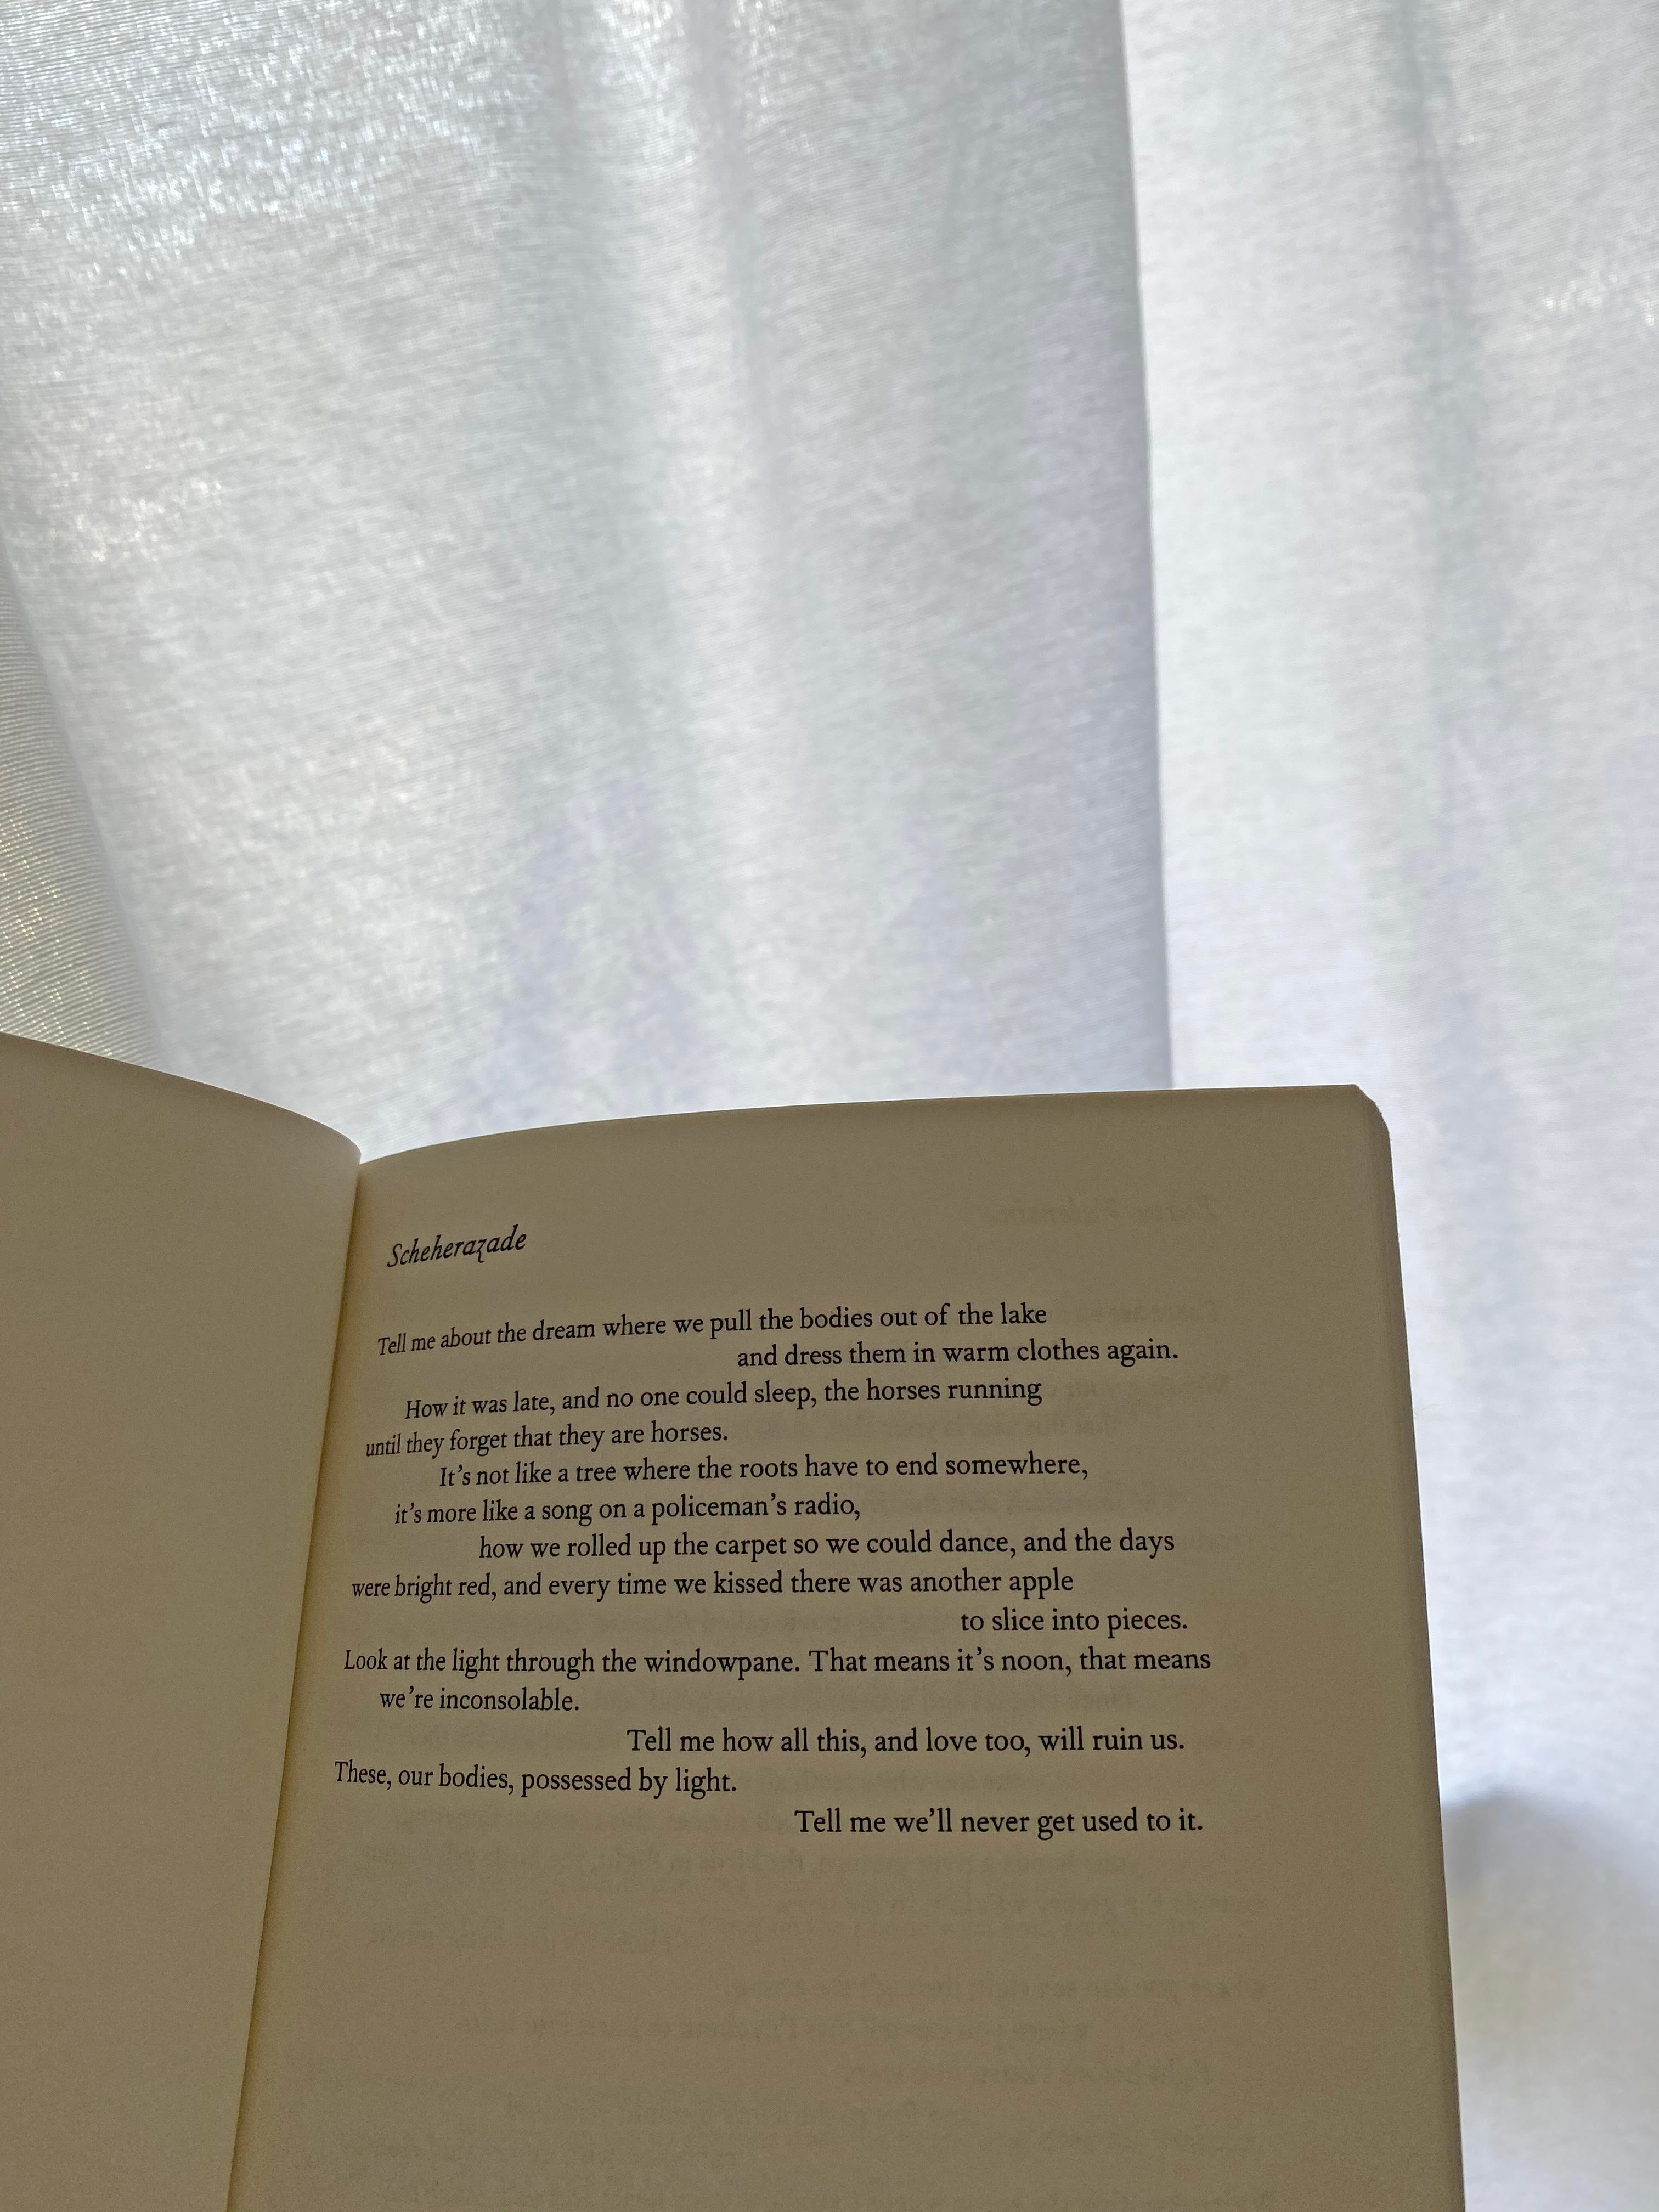 Scheherazade
Tell me about the dream where we pull the bodies out of the lake
and dress them in warm clothes again.
How it was late, and no one could sleep, the horses running
until they forget that they are horses.
It’s not like a tree where the roots have to end somewhere,
it’s more like a song on a policeman’s radio,
how we rolled up the carpet so we could dance, and the days
were bright red, and every time we kissed there was another apple
to slice into pieces.
Look at the light through the windowpane. That means it’s noon, that means
we’re inconsolable.
Tell me how all this, and love too, will ruin us.
These, our bodies, possessed by light.
Tell me we’ll never get used to it.